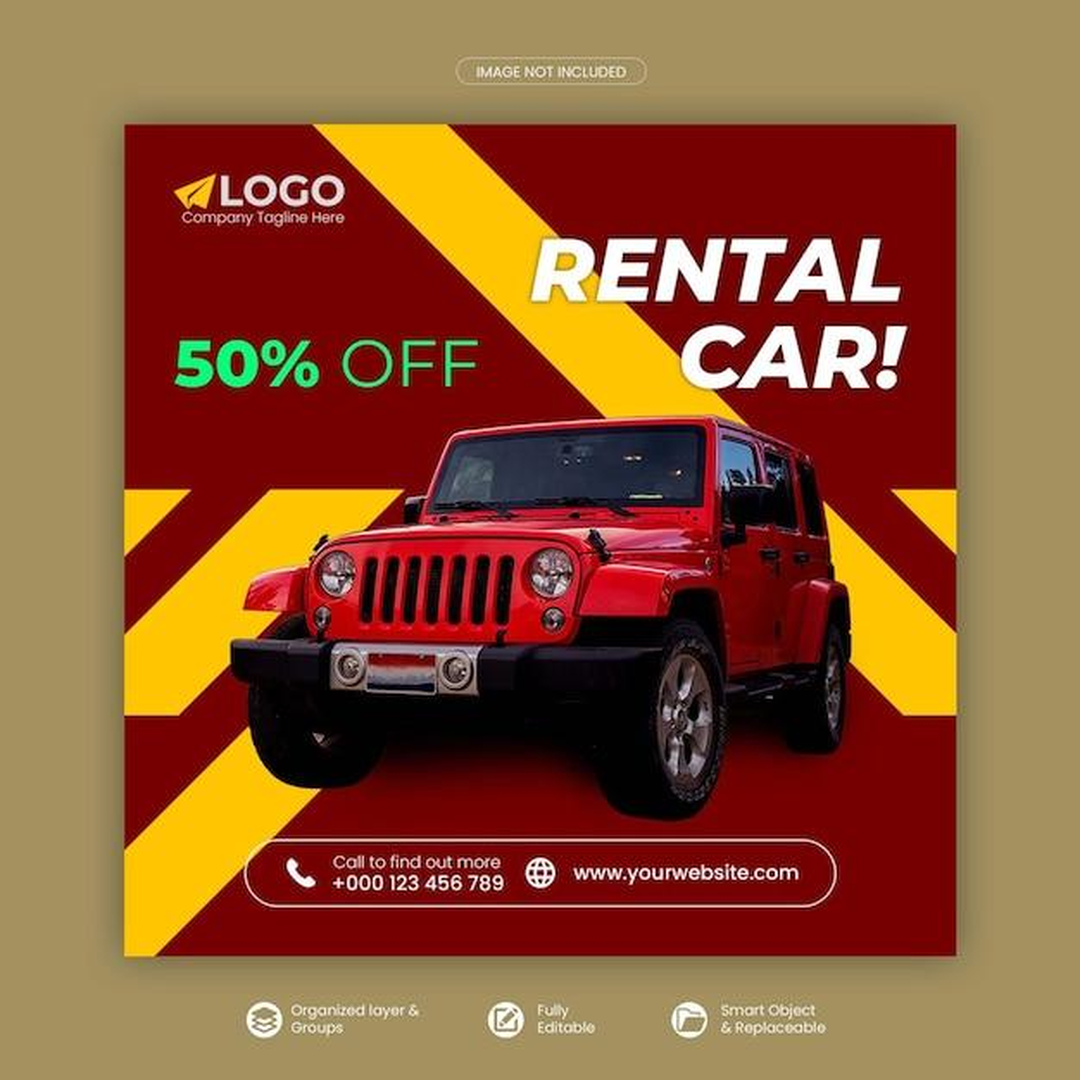 IMAGE NOT INCLUDED
LOGO
Company Tagline Here
RENTAL
CAR!
50% OFF
Call to find out more
+000 123 456 789
www.yourwebsite.com
Organized layer &
Groups
Fully
Editable
Smart Object
& Replaceable